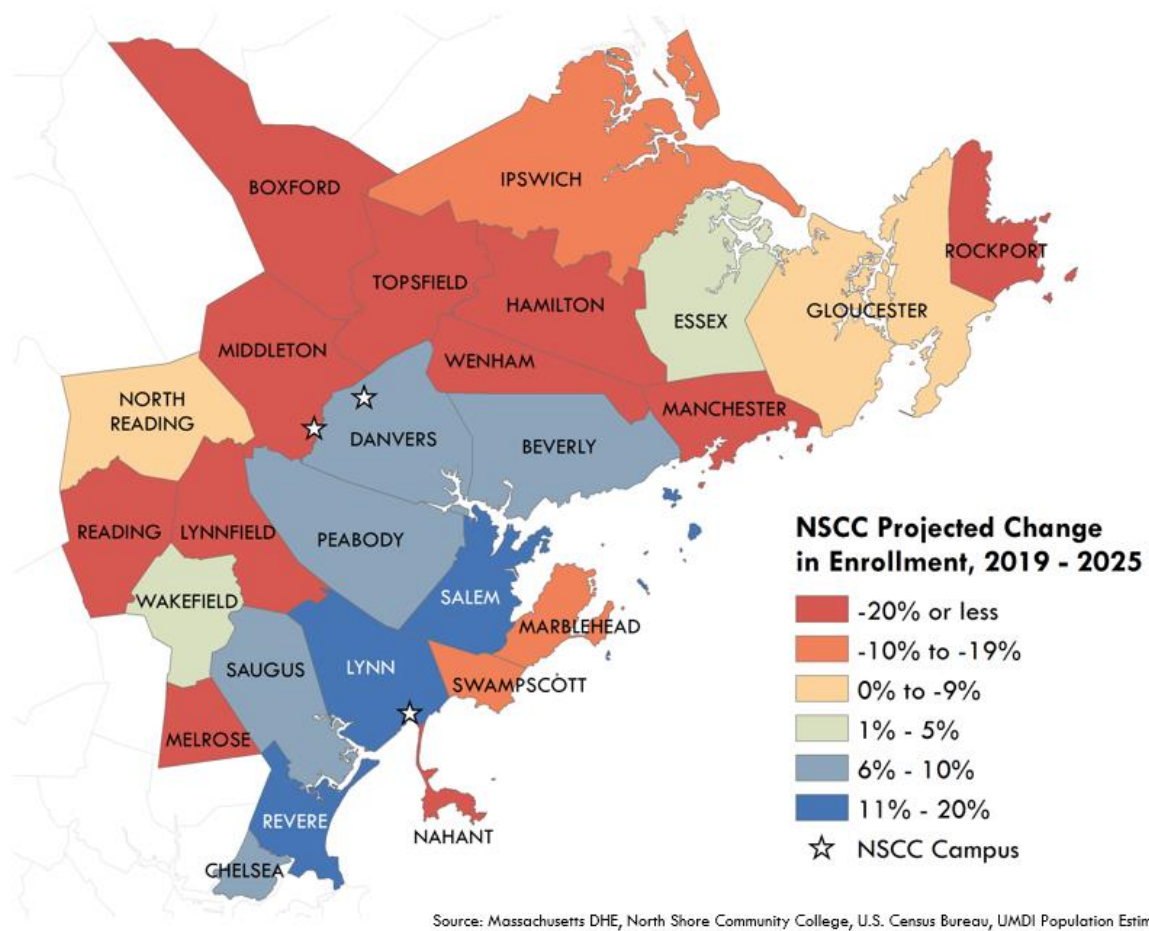 BOXFORD
IPSWICH
TOPSFIELD
HAMILTON
ROCKPORT
ESSEX
GLOUCESTER
MIDDLETON
WENHAM
NORTH
READING
MANCHESTER
DANVERS
BEVERLY
READING
LYNNFIELD
PEABODY
WAKEFIELD
SALEM
MARBLEHEAD
SAUGUS
LYNN
SWAMPSCOTT
MELROSE
REVERE
NAHANT
CHELSEA
NSCC Projected Change
in Enrollment, 2019 - 2025
-20% or less
-10% to -19%
0% to -9%
1% - 5%
6% - 10%
11% - 20%
NSCC Campus
Source: Massachusetts DHE, North Shore Community College, U.S. Census Bureau, UMDI Population Estim